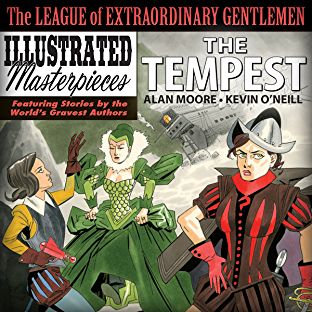 The LEAGUE of EXTRAORDINARY GENTLEMEN
ILLUSTRATED
Masterpieces
Featuring Stories by the
World's Gravest Authors
THE
TEMPEST
ALAN MOORE • KEVIN O'NEILL